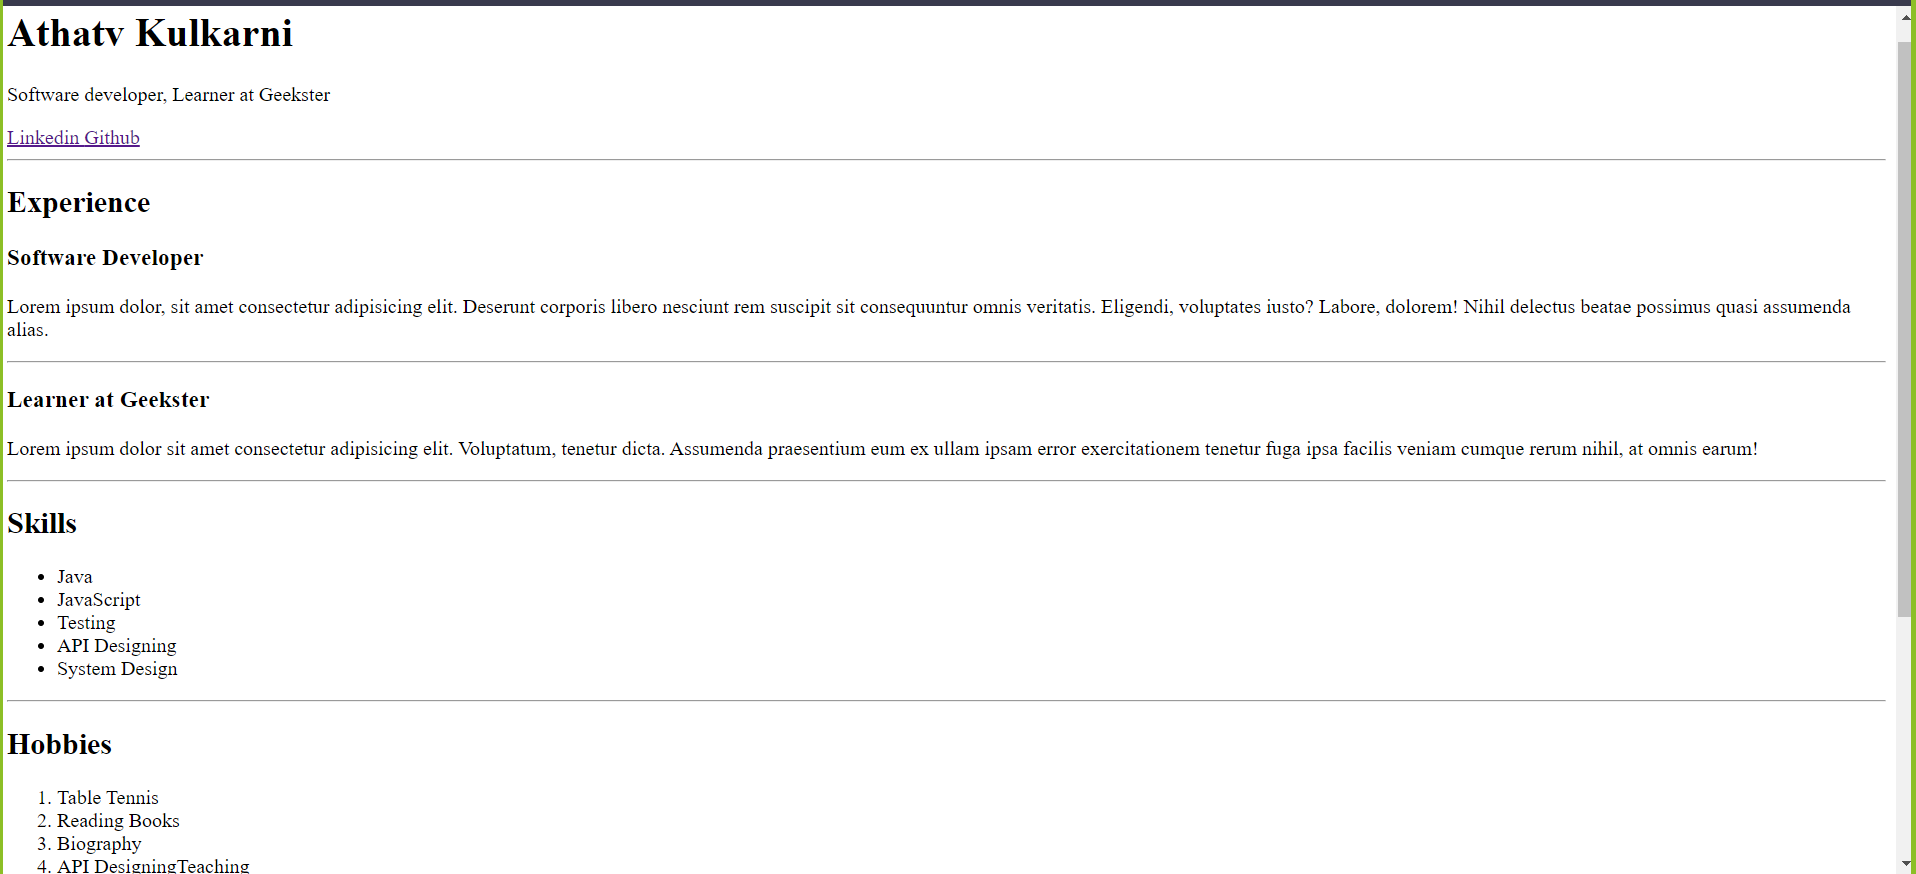 Athatv Kulkarni
Software developer, Learner at Geekster
Linkedin Github
Experience
Software Developer
Lorem ipsum dolor, sit amet consectetur adipisicing elit. Deserunt corporis libero nesciunt rem suscipit sit consequuntur omnis veritatis. Eligendi, voluptates iusto? Labore, dolorem! Nihil delectus beatae possimus quasi assumenda
alias.
Learner at Geekster
Lorem ipsum dolor sit amet consectetur adipisicing elit. Voluptatum, tenetur dicta. Assumenda praesentium eum ex ullam ipsam error exercitationem tenetur fuga ipsa facilis veniam cumque rerum nihil, at omnis earum!
Skills
• Java
• JavaScript
• Testing
• API Designing
• System Design
Hobbies
1. Table Tennis
2. Reading Books
3. Biography
4. API DesigningTeaching